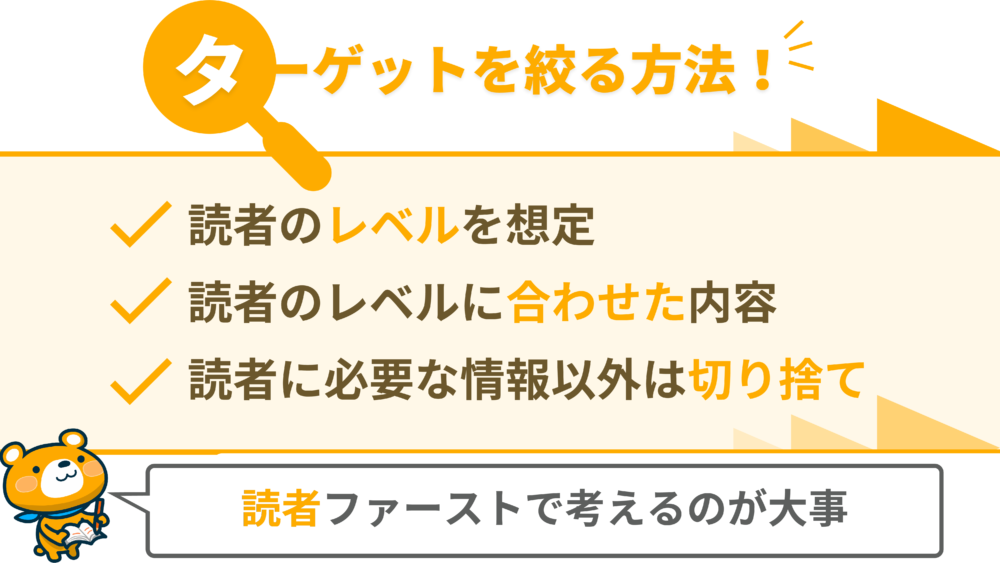 ターゲットを絞る方法！
読者のレベルを想定
読者のレベルに合わせた内容
読者に必要な情報以外は切り捨て
読者ファーストで考えるのが大事